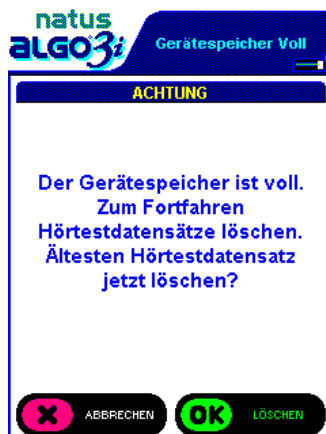 natus
ALGO3i
Gerätespeicher Voll
ACHTUNG
Der Gerätespeicher ist voll.
Zum Fortfahren
Hörtestdatensätze löschen.
Ältesten Hörtestdatensatz
jetzt löschen?
ABBRECHEN
OK LÖSCHEN